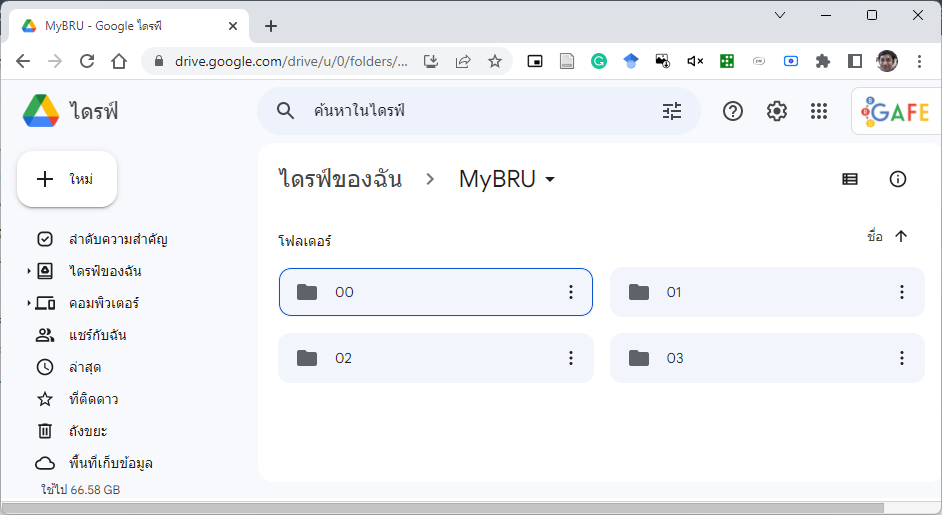 MyBRU - Google ไดรฟ์
drive.google.com/drive/u/0/folders/...
ไดรฟ์
ค้นหาในไดรฟ์
GAFE
ใหม่
ไดรฟ์ของฉัน
MyBRU
โฟลเดอร์
ชื่อ
00
01
02
03
ลำดับความสำคัญ
ไดรฟ์ของฉัน
คอมพิวเตอร์
แชร์กับฉัน
ล่าสุด
ที่ติดดาว
ถังขยะ
พื้นที่เก็บข้อมูล
ใช้ไป 66.58 GB